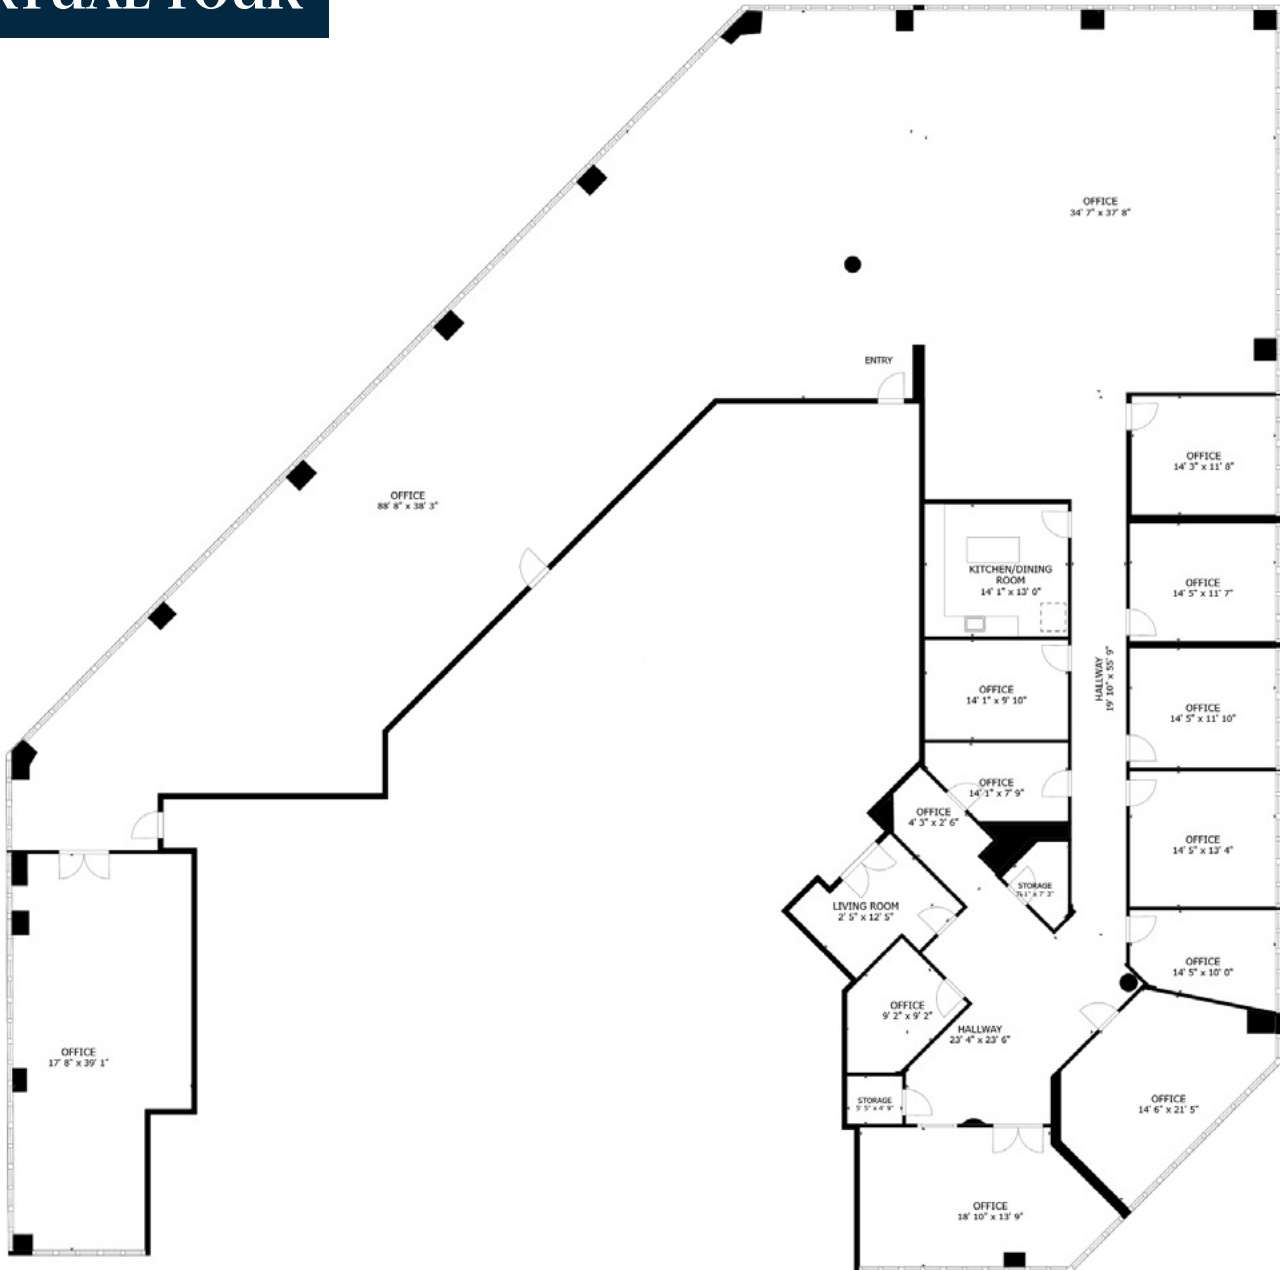 RTUAL TOUR
OFFICE
34' 7" x 37' 8"
ENTRY
OFFICE
14' 3" x 11' 8"
OFFICE
88' 8" x 38' 3"
KITCHEN/DINING
ROOM
14' 1" x 13' 0"
OFFICE
14' 5" x 11' 7"
HALLWAY
19' 10" x 55' 9"
OFFICE
14' 1" x 9' 10"
OFFICE
14' 5" x 11' 10"
OFFICE
14' 1" x 7' 9"
OFFICE
4' 3" x 2' 6"
OFFICE
14' 5" x 13' 4"
STORAGE
x 7' 3"
LIVING ROOM
2' 5" x 12' 5"
OFFICE
14' 5" x 10' 0"
OFFICE
9' 2" x 9' 2"
HALLWAY
23' 4" x 23' 6"
OFFICE
17' 8" x 39' 1"
STORAGE
5' 5" x 4' 9"
OFFICE
14' 6" x 21' 5"
OFFICE
18' 10" x 13' 9"